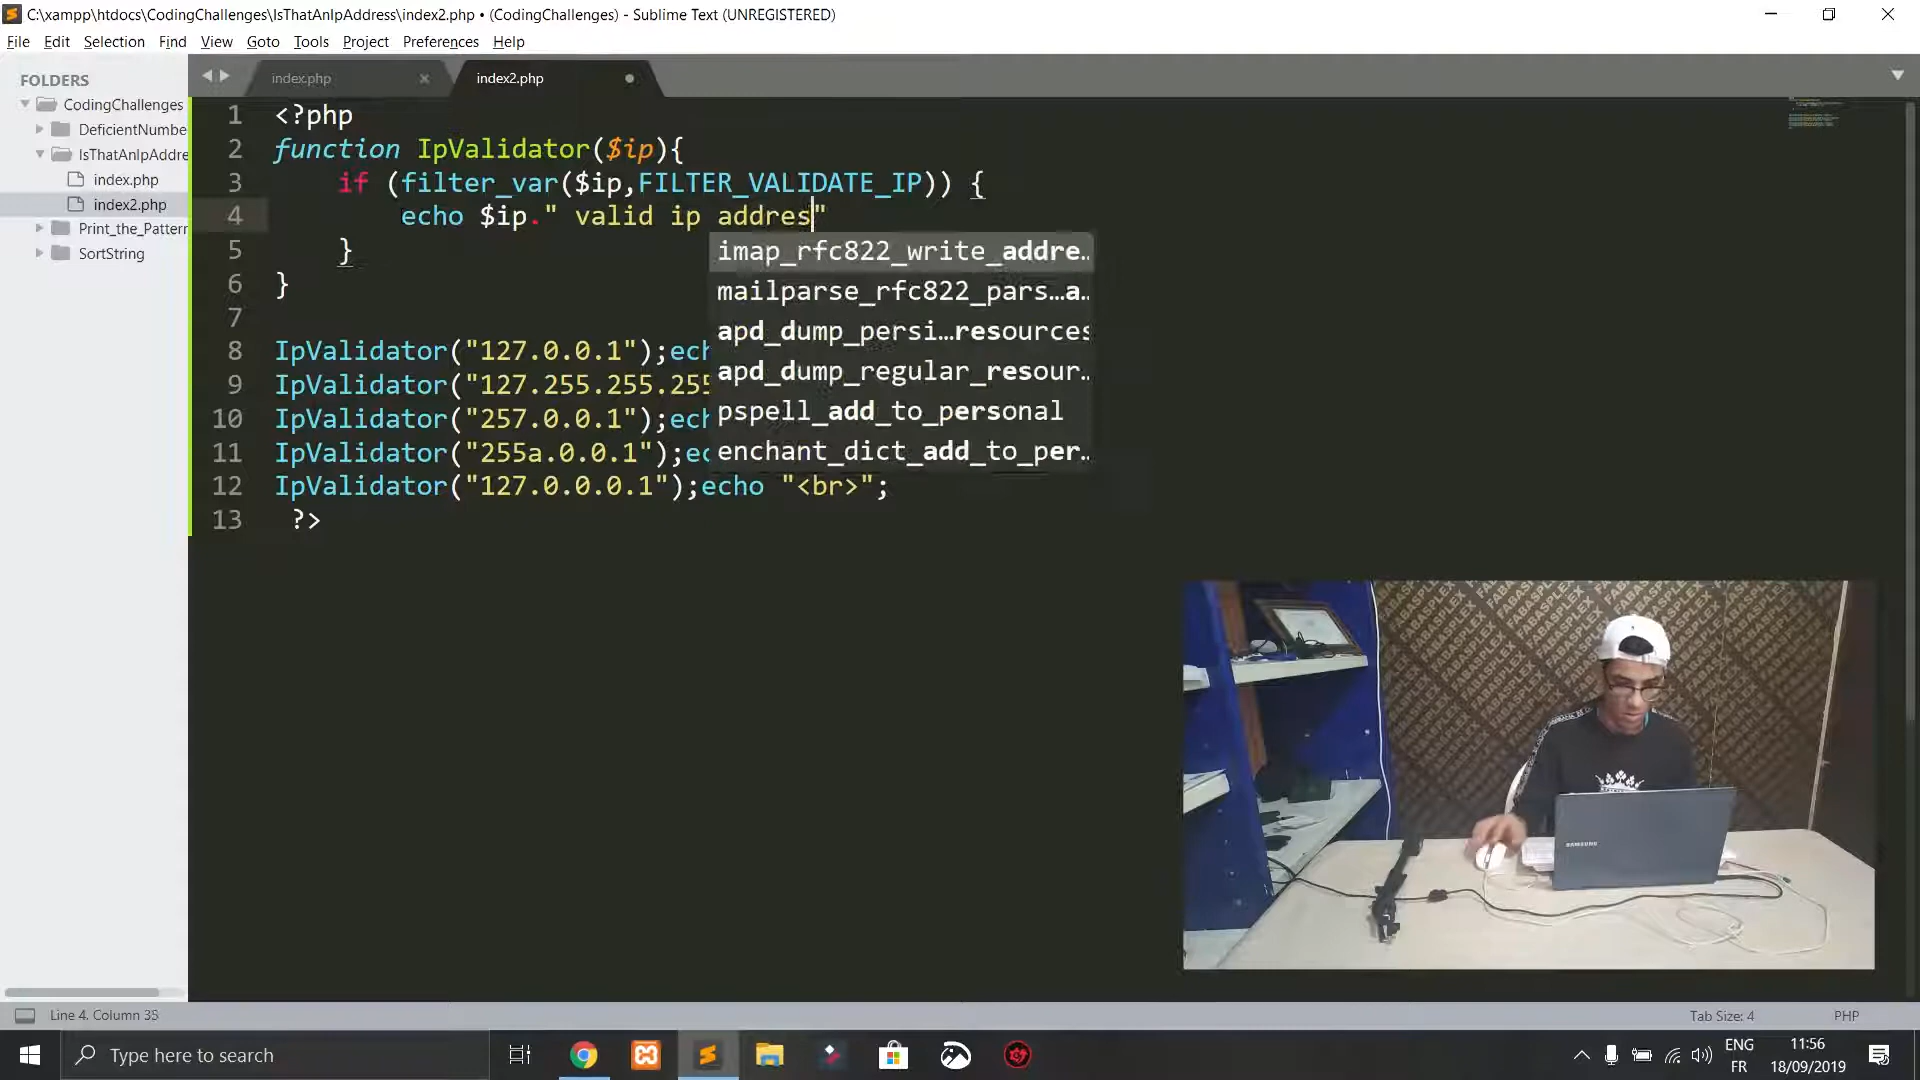 C:\xampp\htdocs\CodingChallenges\IsThatAnIpAddress\index2.php • (CodingChallenges) - Sublime Text (UNREGISTERED)
File Edit Selection Find View Goto Tools Project Preferences Help
FOLDERS
CodingChallenges
DeficientNumbe
IsThatAnIpAddre
index.php
index2.php
Print_the_Pattern
SortString
index.php
index2.php
1 <?php
2 function IpValidator($ip){
3 if (filter_var($ip,FILTER_VALIDATE_IP)) {
4 echo $ip." valid ip addres"
5 }
6 }
7
8 IpValidator("127.0.0.1");ech
9 IpValidator("127.255.255.255
10 IpValidator("257.0.0.1");ech
11 IpValidator("255a.0.0.1");ec
12 IpValidator("127.0.0.0.1");echo "<br>";
13 ?>
imap_rfc822_write_addre…
mailparse_rfc822_pars…a…
apd_dump_persi…resources
apd_dump_regular_resour…
pspell_add_to_personal
enchant_dict_add_to_per…
FABASPLEX
SAMSUNG
Line 4, Column 35
Tab Size: 4
PHP
Type here to search
ENG
FR
11:56
18/09/2019